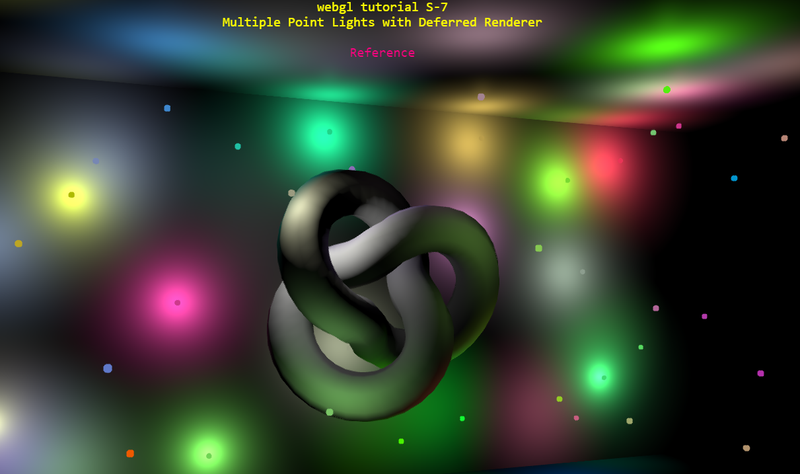 webgl tutorial S-7
Multiple Point Lights with Deferred Renderer
Reference